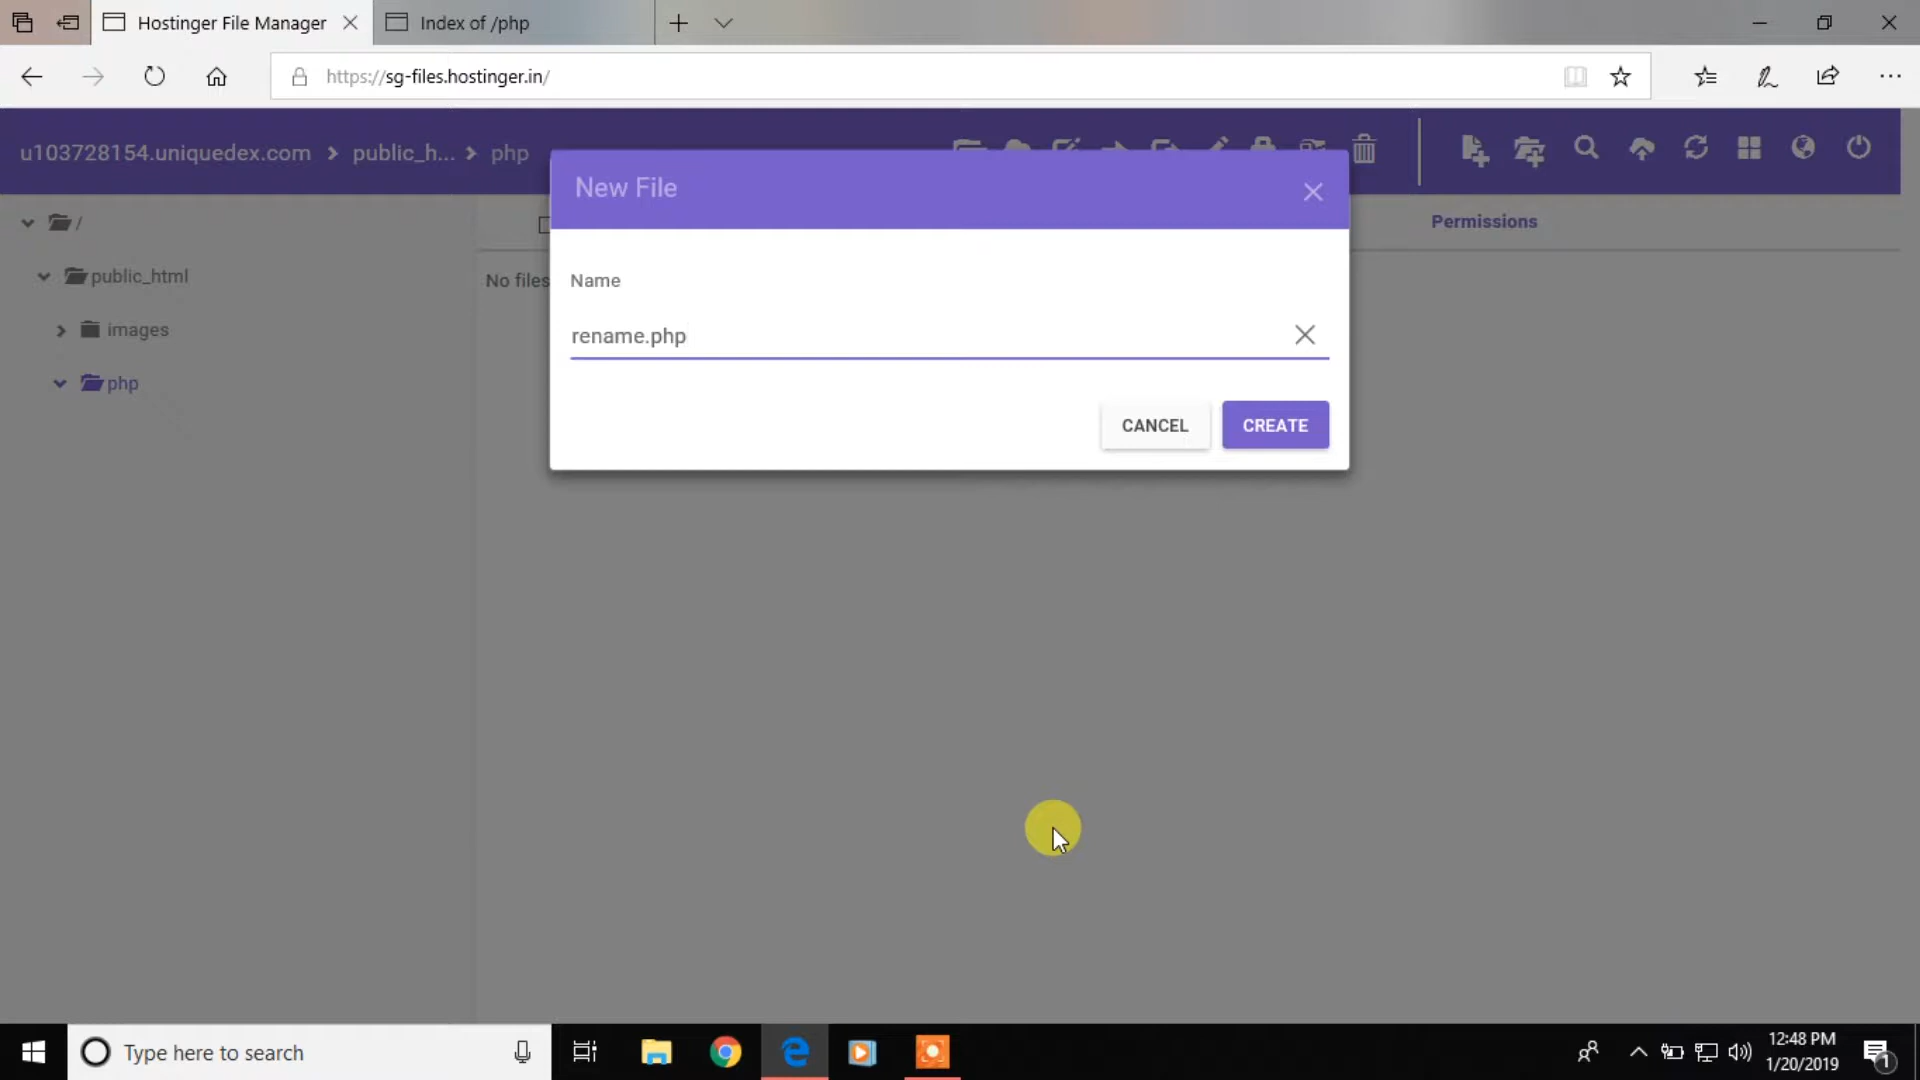 Hostinger File Manager
Index of /php
https://sg-files.hostinger.in/
u103728154.uniquedex.com > public_h... > php
New File
/
Permissions
public_html
No files
Name
images
rename.php
php
CANCEL
CREATE
Type here to search
12:48 PM
1/20/2019
1